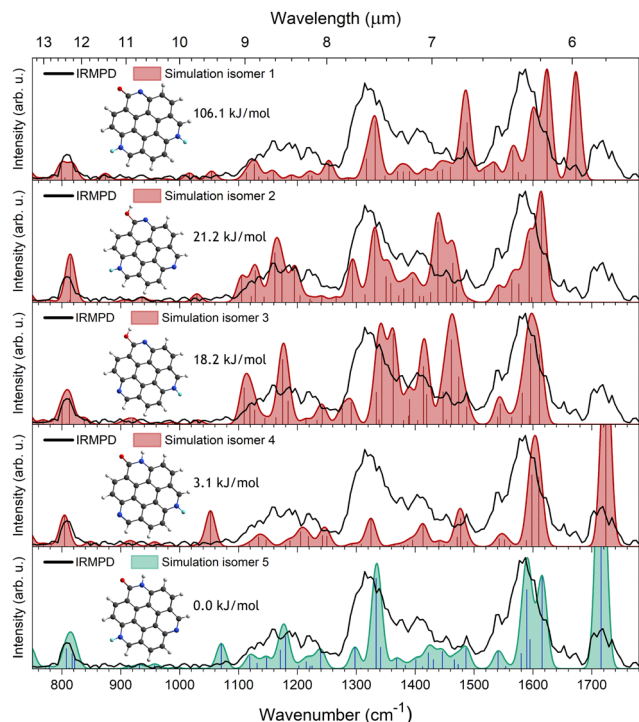 Wavelength (μm)
13 12 11 10 9 8 7 6
IRMPD Simulation isomer 1
106.1 kJ/mol
Intensity (arb. u.)
IRMPD Simulation isomer 2
21.2 kJ/mol
Intensity (arb. u.)
IRMPD Simulation isomer 3
18.2 kJ/mol
Intensity (arb. u.)
IRMPD Simulation isomer 4
3.1 kJ/mol
Intensity (arb. u.)
IRMPD Simulation isomer 5
0.0 kJ/mol
Intensity (arb. u.)
800 900 1000 1100 1200 1300 1400 1500 1600 1700
Wavenumber (cm⁻¹)